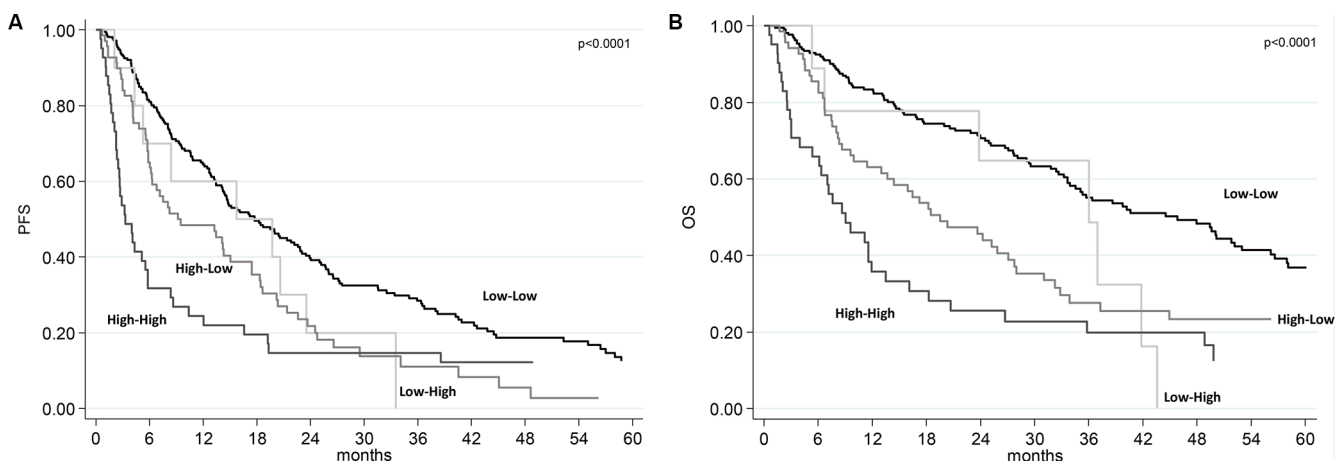 A
p<0.0001
1.00
0.80
0.60
0.40
0.20
0.00
PFS
High-Low
Low-Low
High-High
Low-High
0 6 12 18 24 30 36 42 48 54 60
months
B
p<0.0001
1.00
0.80
0.60
0.40
0.20
0.00
OS
Low-Low
High-High
High-Low
Low-High
0 6 12 18 24 30 36 42 48 54 60
months